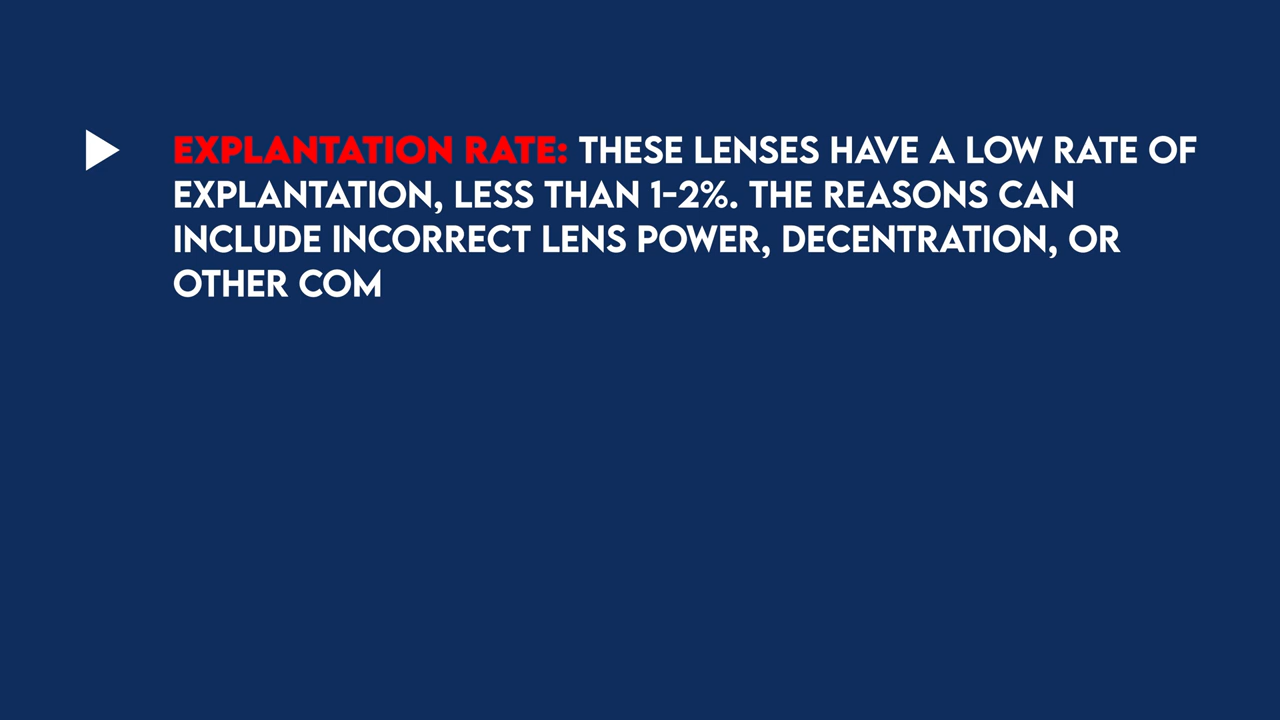 EXPLANTATION RATE: THESE LENSES HAVE A LOW RATE OF
EXPLANTATION, LESS THAN 1-2%. THE REASONS CAN
INCLUDE INCORRECT LENS POWER, DECENTRATION, OR
OTHER COM